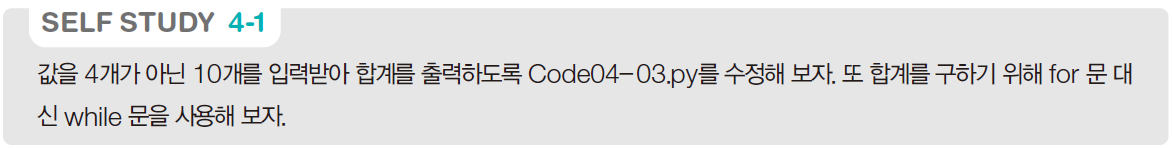 SELF STUDY 4-1
값을 4개가 아닌 10개를 입력받아 합계를 출력하도록 Code04-03.py를 수정해 보자. 또 합계를 구하기 위해 for 문 대
신 while 문을 사용해 보자.